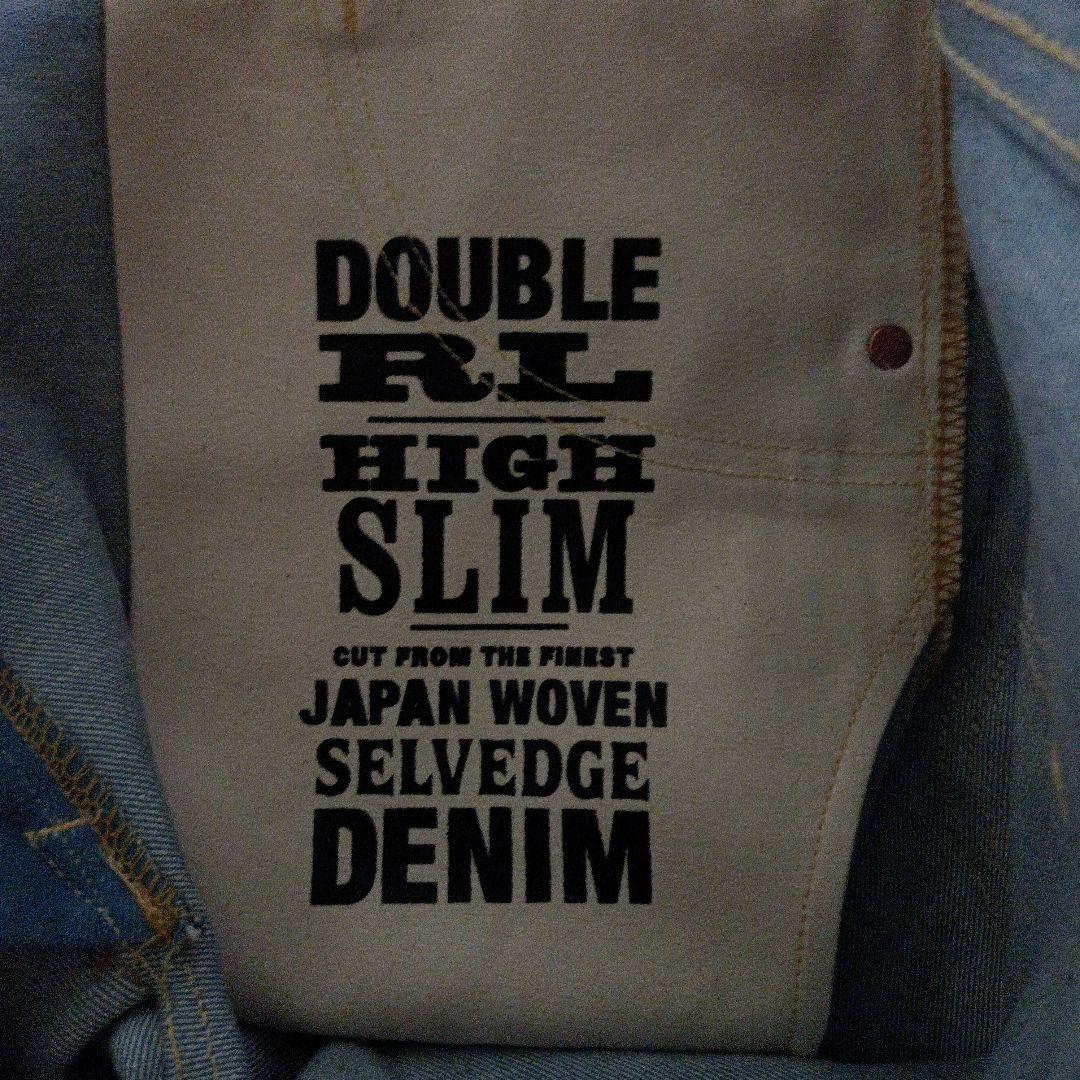 DOUBLE
RL
HIGH
SLIM
CUT FROM THE FINEST
JAPAN WOVEN
SELVEDGE
DENIM